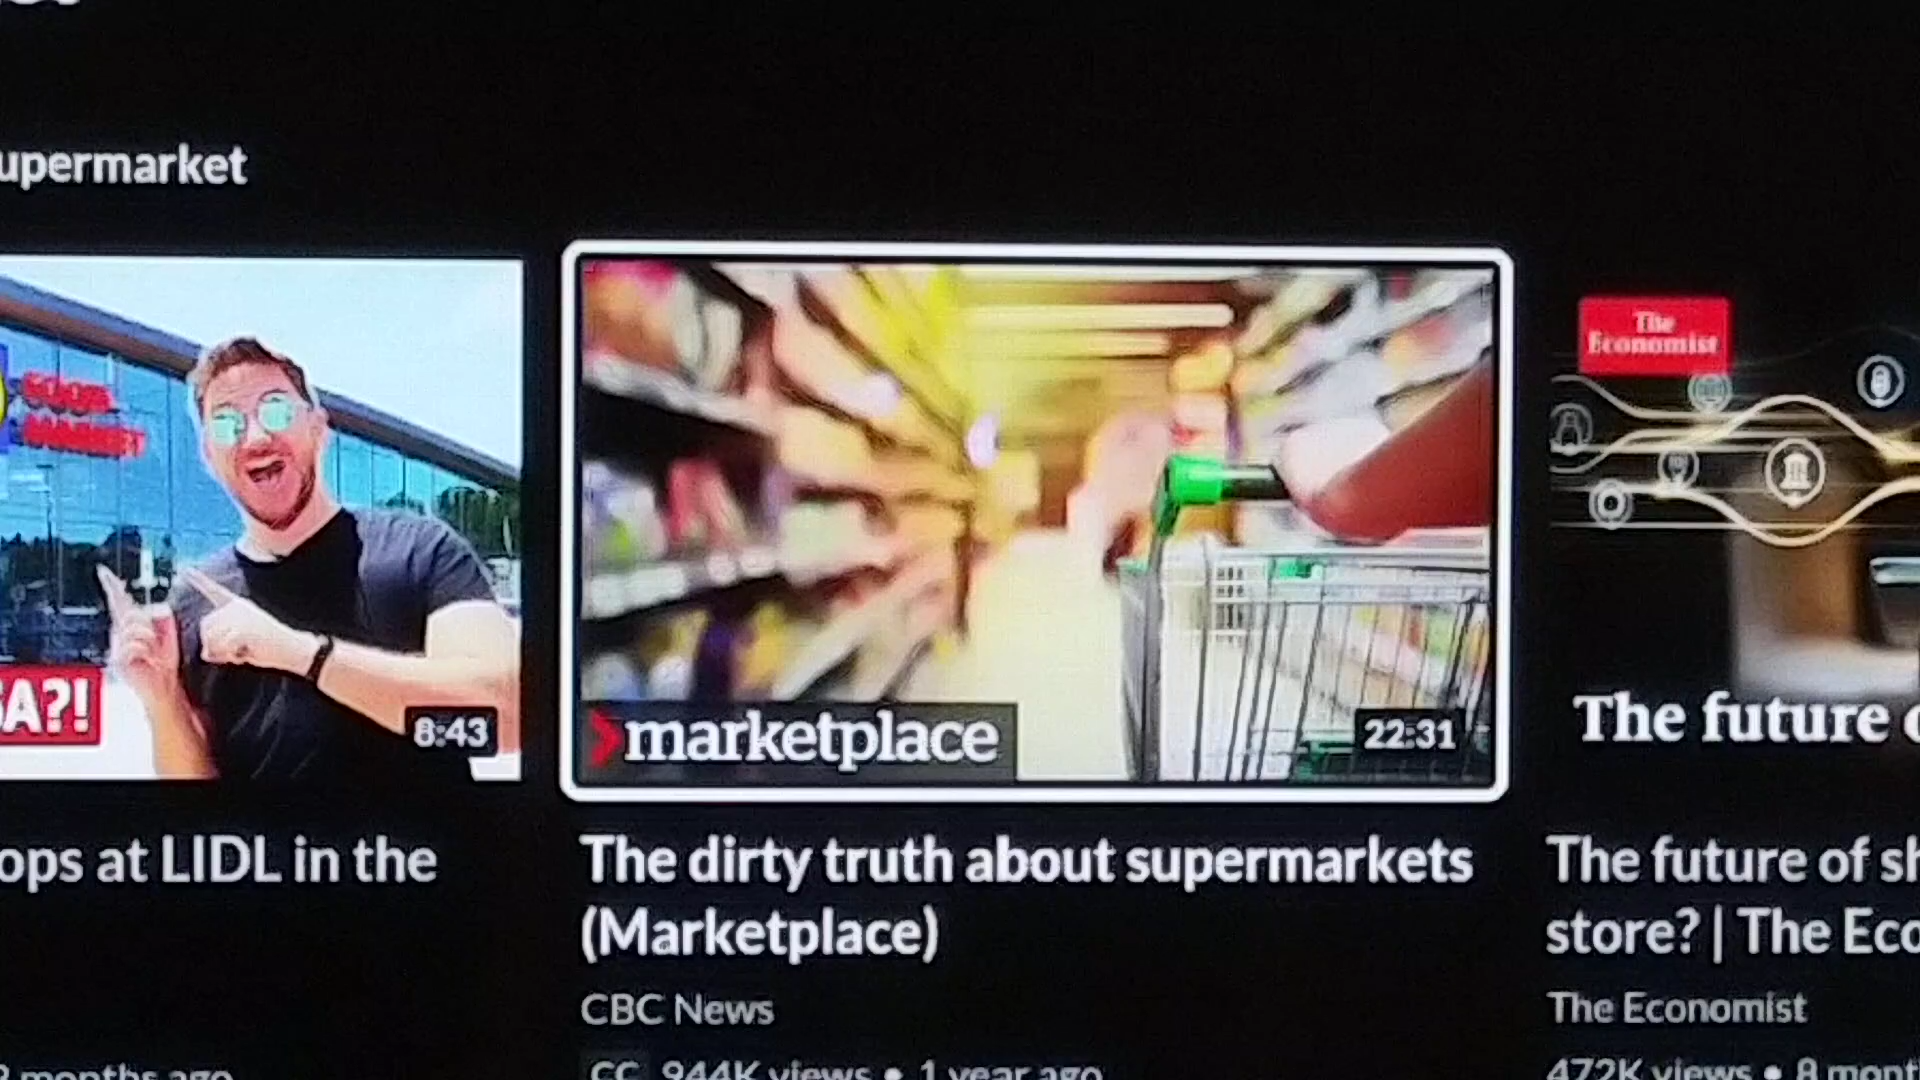 upermarket
The
Economist
A?!
8:43
marketplace
22:31
The future
ops at LIDL in the
The dirty truth about supermarkets
(Marketplace)
CBC News
CC 944K views • 1 year ago
The future of sh
store? | The Eco
The Economist
472K views • 8 mont
months ago